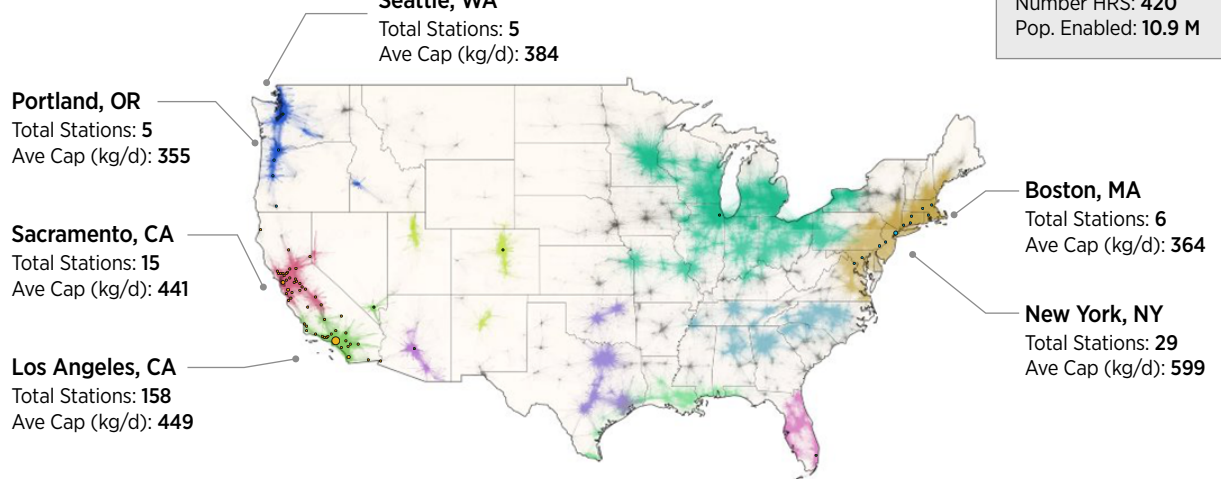 Seattle, WA
Total Stations: 5
Ave Cap (kg/d): 384
Number HRS: 420
Pop. Enabled: 10.9 M
Portland, OR
Total Stations: 5
Ave Cap (kg/d): 355
Sacramento, CA
Total Stations: 15
Ave Cap (kg/d): 441
Los Angeles, CA
Total Stations: 158
Ave Cap (kg/d): 449
Boston, MA
Total Stations: 6
Ave Cap (kg/d): 364
New York, NY
Total Stations: 29
Ave Cap (kg/d): 599